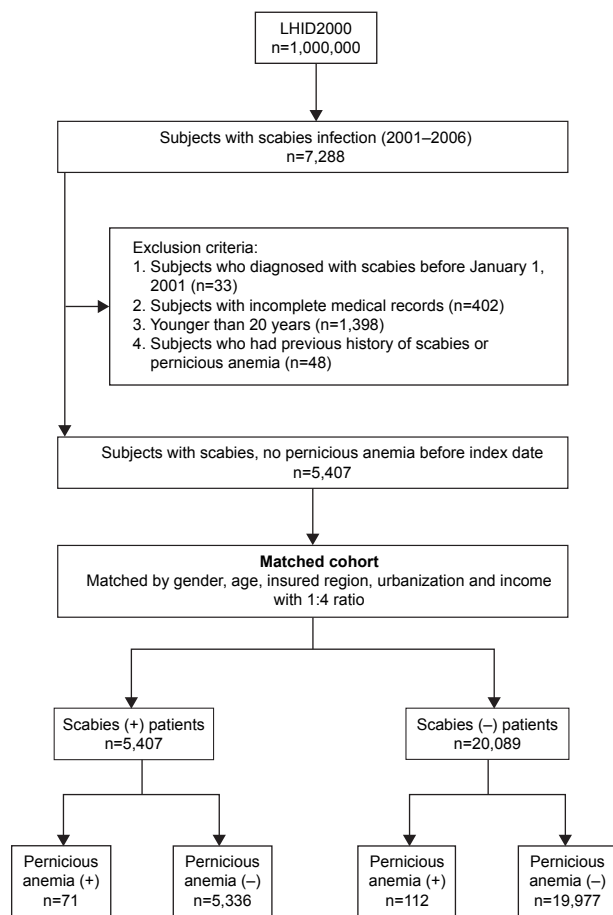 LHID2000
n=1,000,000
Subjects with scabies infection (2001–2006)
n=7,288
Exclusion criteria:
1. Subjects who diagnosed with scabies before January 1,
2001 (n=33)
2. Subjects with incomplete medical records (n=402)
3. Younger than 20 years (n=1,398)
4. Subjects who had previous history of scabies or
pernicious anemia (n=48)
Subjects with scabies, no pernicious anemia before index date
n=5,407
Matched cohort
Matched by gender, age, insured region, urbanization and income
with 1:4 ratio
Scabies (+) patients
n=5,407
Scabies (–) patients
n=20,089
Pernicious
anemia (+)
n=71
Pernicious
anemia (–)
n=5,336
Pernicious
anemia (+)
n=112
Pernicious
anemia (–)
n=19,977